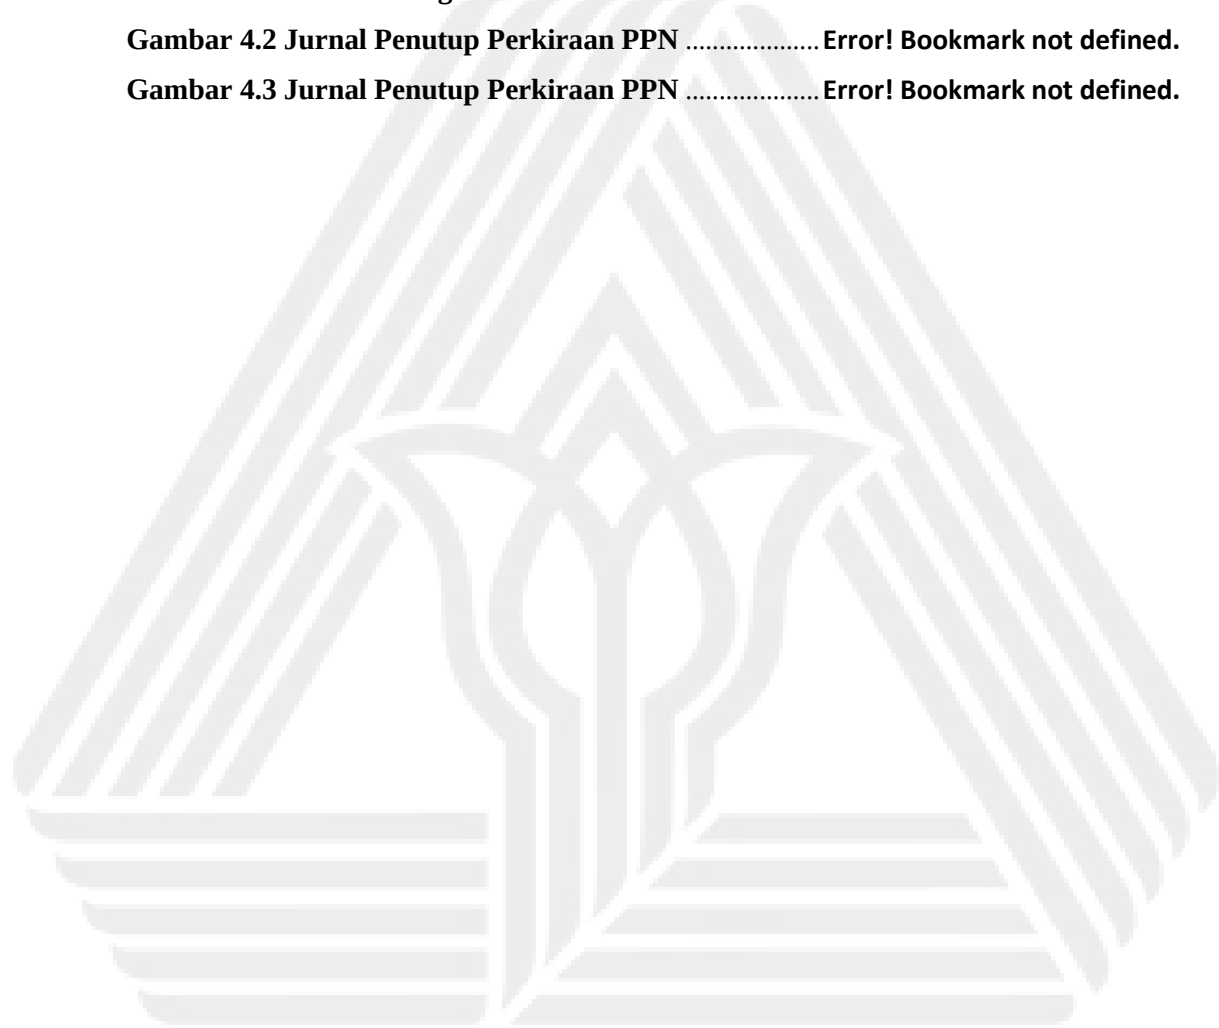 Gambar 4.2 Jurnal Penutup Perkiraan PPN ....................Error! Bookmark not defined.
Gambar 4.3 Jurnal Penutup Perkiraan PPN ....................Error! Bookmark not defined.